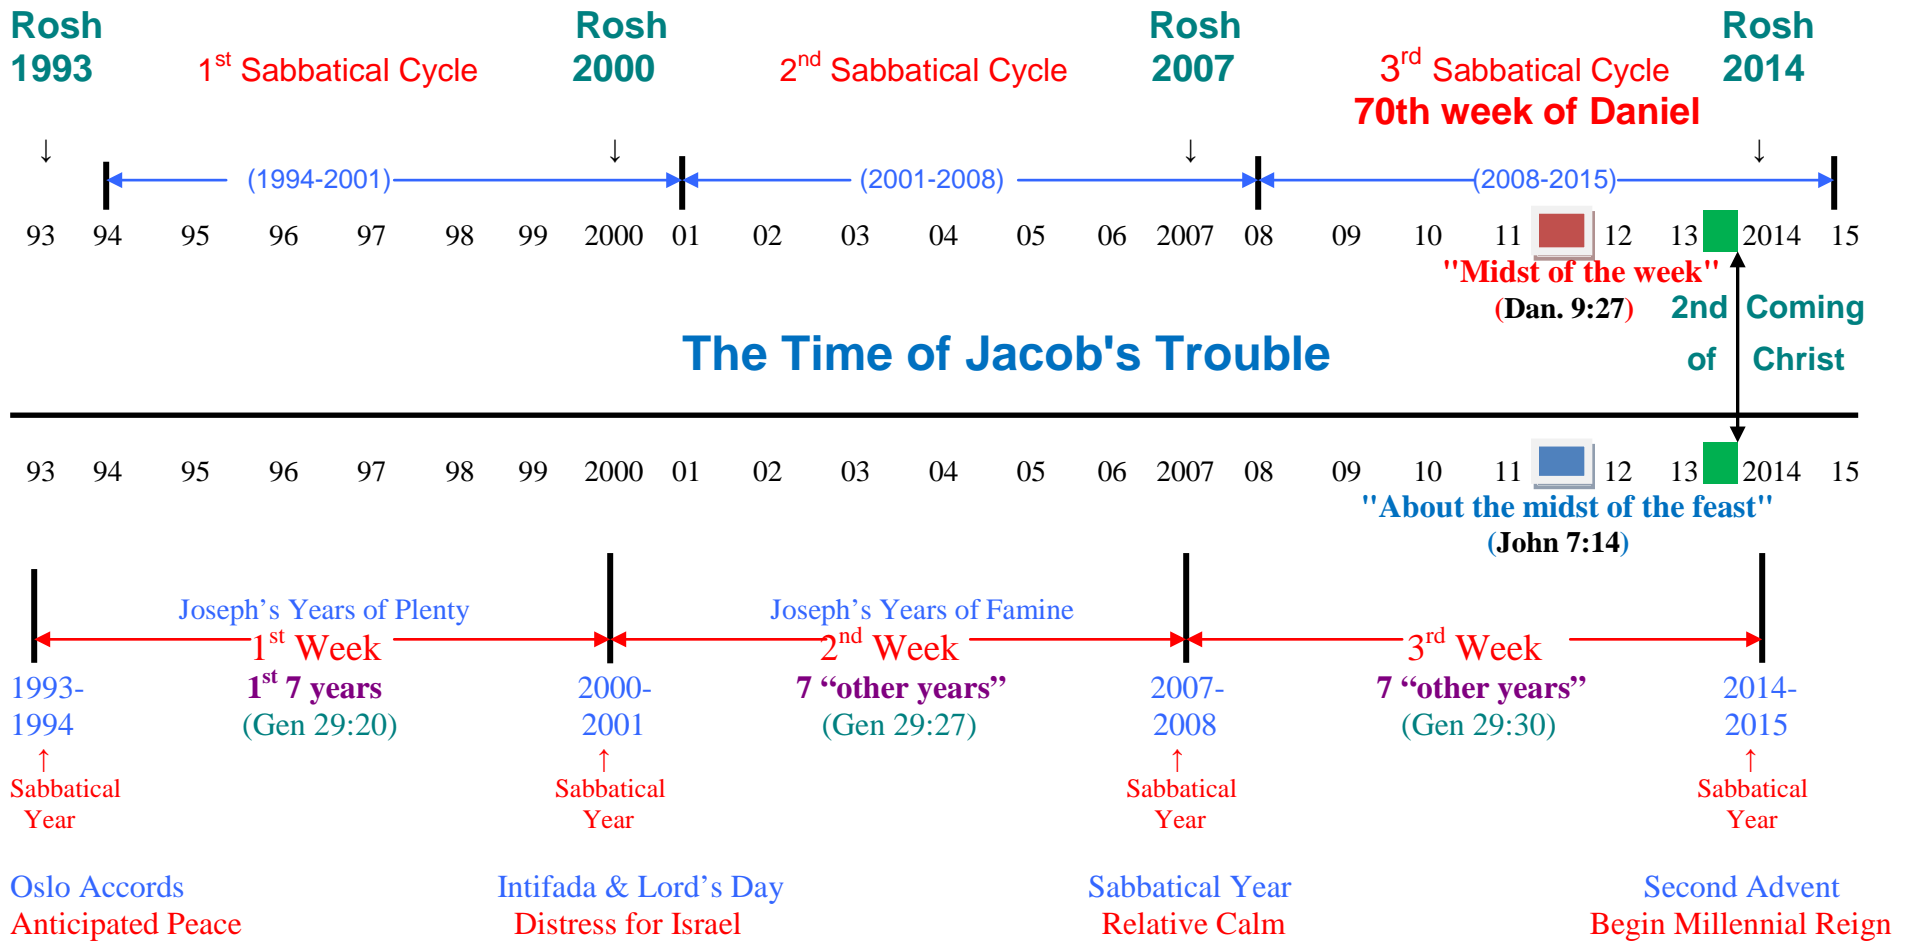 Rosh Rosh Rosh Rosh
1993 1st Sabbatical Cycle 2000 2nd Sabbatical Cycle 2007 3rd Sabbatical Cycle 2014
70th week of Daniel
↓ ↓ ↓ ↓
(1994-2001) (2001-2008) (2008-2015)
93 94 95 96 97 98 99 2000 01 02 03 04 05 06 2007 08 09 10 11 12 13 2014 15
"Midst of the week"
(Dan. 9:27) 2nd Coming
The Time of Jacob's Trouble of Christ
93 94 95 96 97 98 99 2000 01 02 03 04 05 06 2007 08 09 10 11 12 13 2014 15
"About the midst of the feast"
(John 7:14)
Joseph's Years of Plenty Joseph's Years of Famine
1st Week 2nd Week 3rd Week
1993- 1st 7 years 2000- 7 “other years” 2007- 7 “other years” 2014-
1994 (Gen 29:20) 2001 (Gen 29:27) 2008 (Gen 29:30) 2015
↑ ↑ ↑ ↑
Sabbatical Sabbatical Sabbatical Sabbatical
Year Year Year Year
Oslo Accords Intifada & Lord’s Day Sabbatical Year Second Advent
Anticipated Peace Distress for Israel Relative Calm Begin Millennial Reign